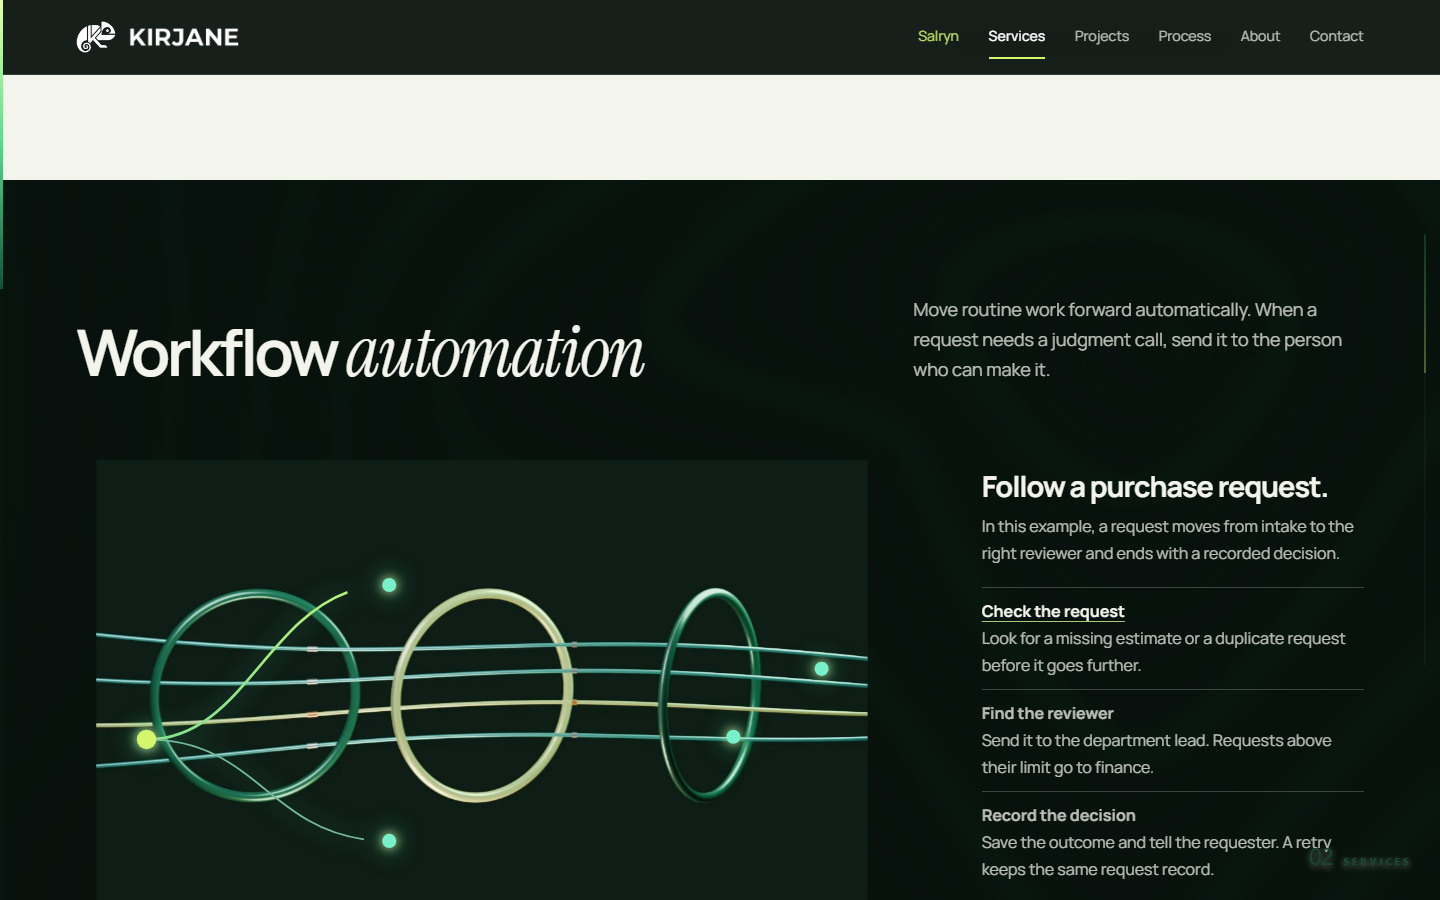 KIRJANE
Salryn
Services
Projects
Process
About
Contact
Workflow automation
Move routine work forward automatically. When a
request needs a judgment call, send it to the person
who can make it.
Follow a purchase request.
In this example, a request moves from intake to the
right reviewer and ends with a recorded decision.
Check the request
Look for a missing estimate or a duplicate request
before it goes further.
Find the reviewer
Send it to the department lead. Requests above
their limit go to finance.
Record the decision
Save the outcome and tell the requester. A retry
keeps the same request record.
02 SERVICES